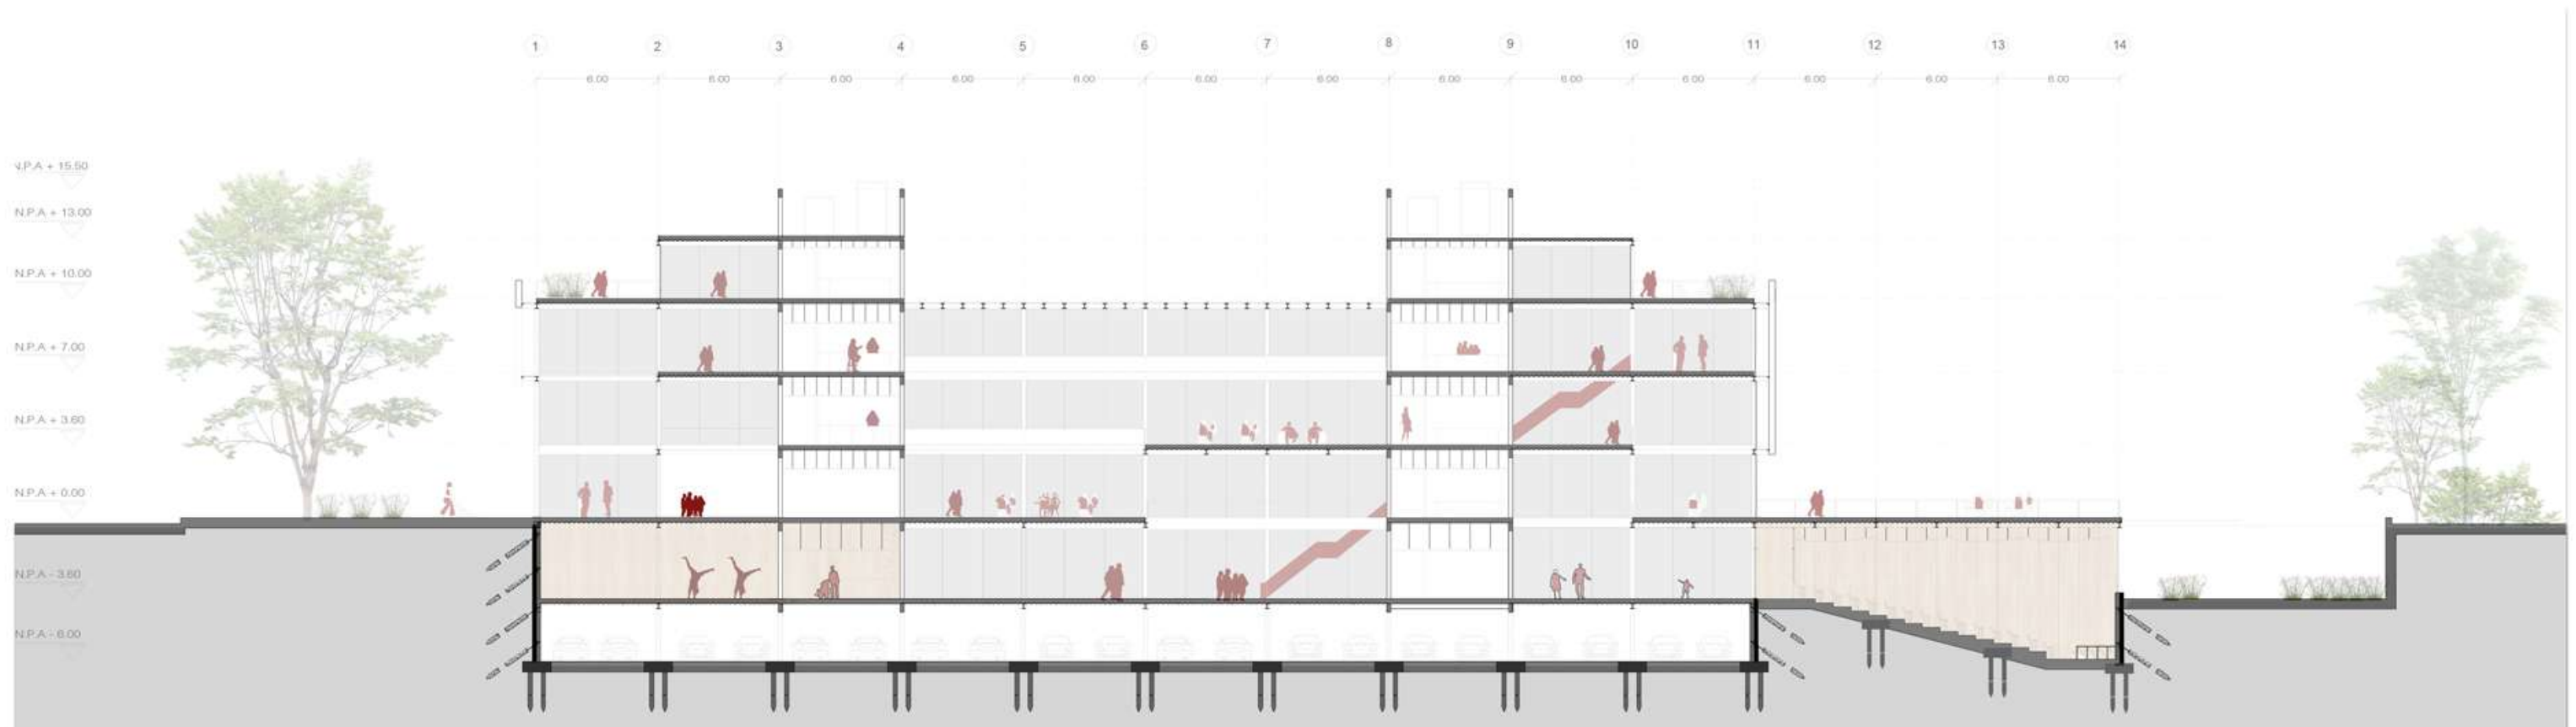 1 2 3 4 5 6 7 8 9 10 11 12 13 14
6.00 6.00 6.00 6.00 6.00 6.00 6.00 6.00 6.00 6.00 6.00 6.00 6.00
N.P.A + 15.50
N.P.A + 13.00
N.P.A + 10.00
N.P.A + 7.00
N.P.A + 3.60
N.P.A + 0.00
N.P.A - 3.60
N.P.A - 6.00